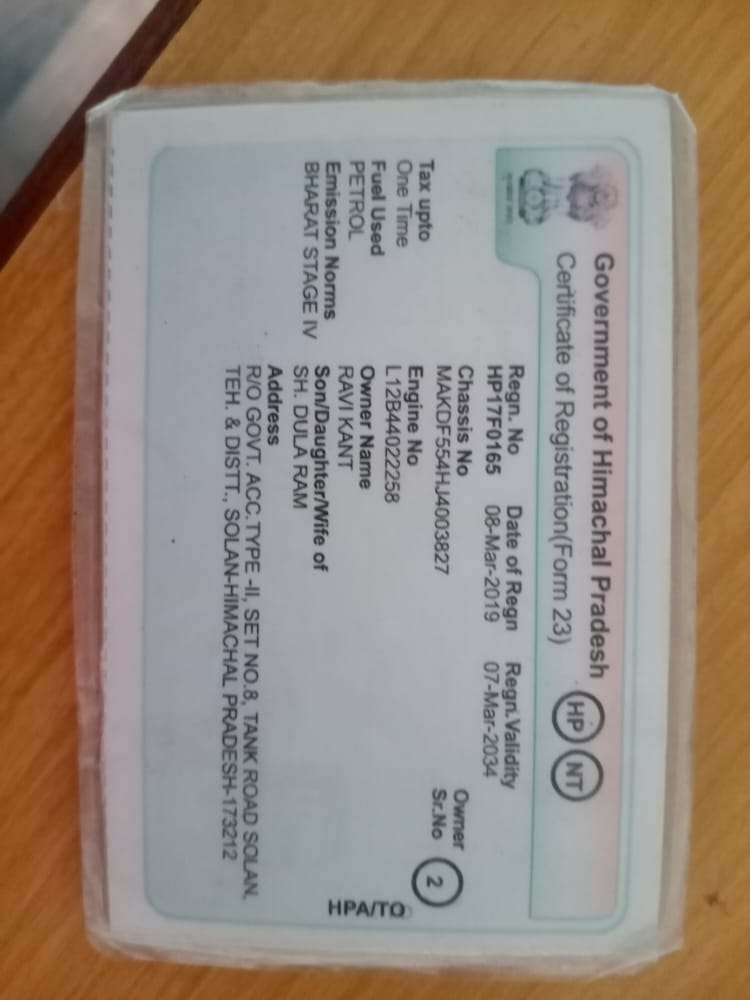 Government of Himachal Pradesh
Certificate of Registration(Form 23)
HP NT
Regn. No Date of Regn Regn.Validity
HP17F0165 08-Mar-2019 07-Mar-2034
Chassis No
MAKDF554HJ4003827
Owner
Sr.No 2
Engine No
L12B44022258
Owner Name
RAVI KANT
Son/Daughter/Wife of
SH. DULA RAM
Address
R/O GOVT. ACC.TYPE -II, SET NO.8, TANK ROAD SOLAN,
TEH. & DISTT., SOLAN-HIMACHAL PRADESH-173212
Tax upto
One Time
Fuel Used
PETROL
Emission Norms
BHARAT STAGE IV
HPA/TO